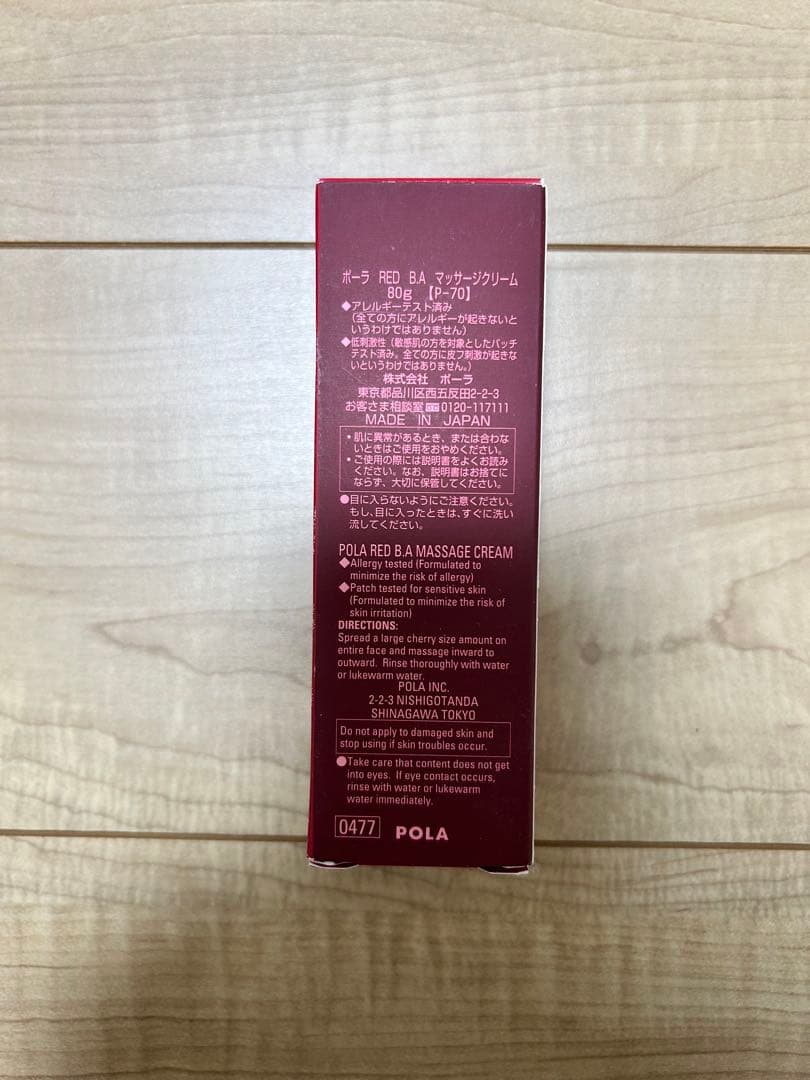 ポーラ RED B.A マッサージクリーム
80g 【P-70】
◆アレルギーテスト済み
(全ての方にアレルギーが起きないと
いうわけではありません)
◆低刺激性(敏感肌の方を対象としたパッチ
テスト済み。全ての方に皮フ刺激が起きな
いというわけではありません。)
株式会社 ポーラ
東京都品川区西五反田2-2-3
お客さま相談室 0120-117111
MADE IN JAPAN
・肌に異常があるとき、または合わな
いときはご使用をおやめください。
・ご使用の際には説明書をよくお読み
ください。なお、説明書はお捨てに
ならず、大切に保管してください。
●目に入らないようにご注意ください。
もし、目に入ったときは、すぐに洗い
流してください。
POLA RED B.A MASSAGE CREAM
◆Allergy tested (Formulated to
minimize the risk of allergy)
◆Patch tested for sensitive skin
(Formulated to minimize the risk of
skin irritation)
DIRECTIONS:
Spread a large cherry size amount on
entire face and massage inward to
outward. Rinse thoroughly with water
or lukewarm water.
POLA INC.
2-2-3 NISHIGOTANDA
SHINAGAWA TOKYO
Do not apply to damaged skin and
stop using if skin troubles occur.
●Take care that content does not get
into eyes. If eye contact occurs,
rinse with water or lukewarm
water immediately.
0477 POLA